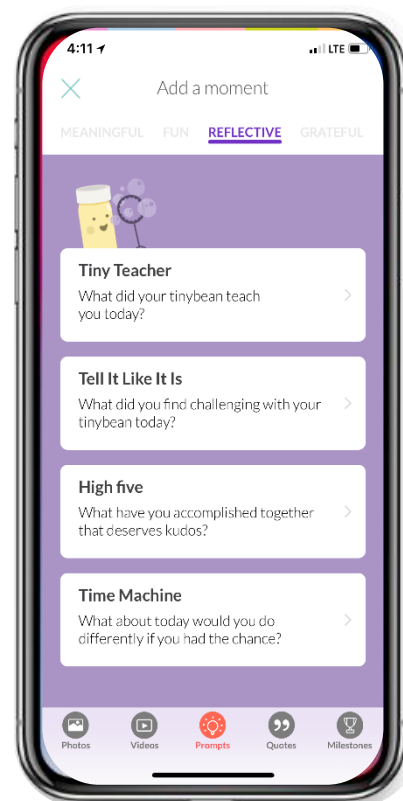 4:11 LTE
Add a moment
MEANINGFUL FUN REFLECTIVE GRATEFUL
Tiny Teacher
What did your tinybean teach
you today?
Tell It Like It Is
What did you find challenging with your
tinybean today?
High five
What have you accomplished together
that deserves kudos?
Time Machine
What about today would you do
differently if you had the chance?
Photos Videos Prompts Quotes Milestones